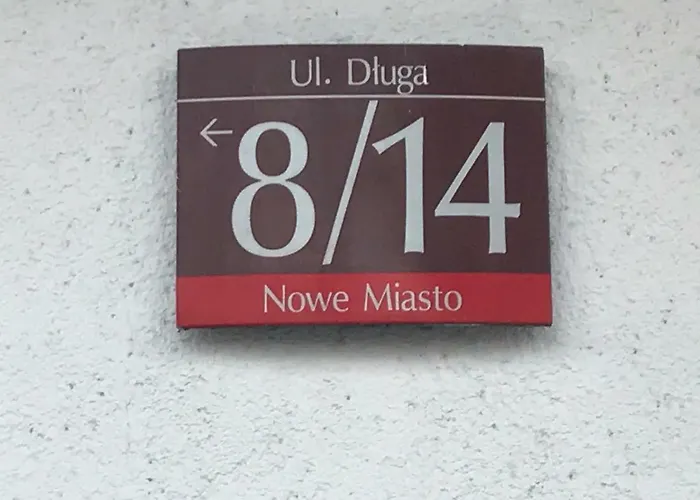 Ul. Długa
← 8/14
Nowe Miasto